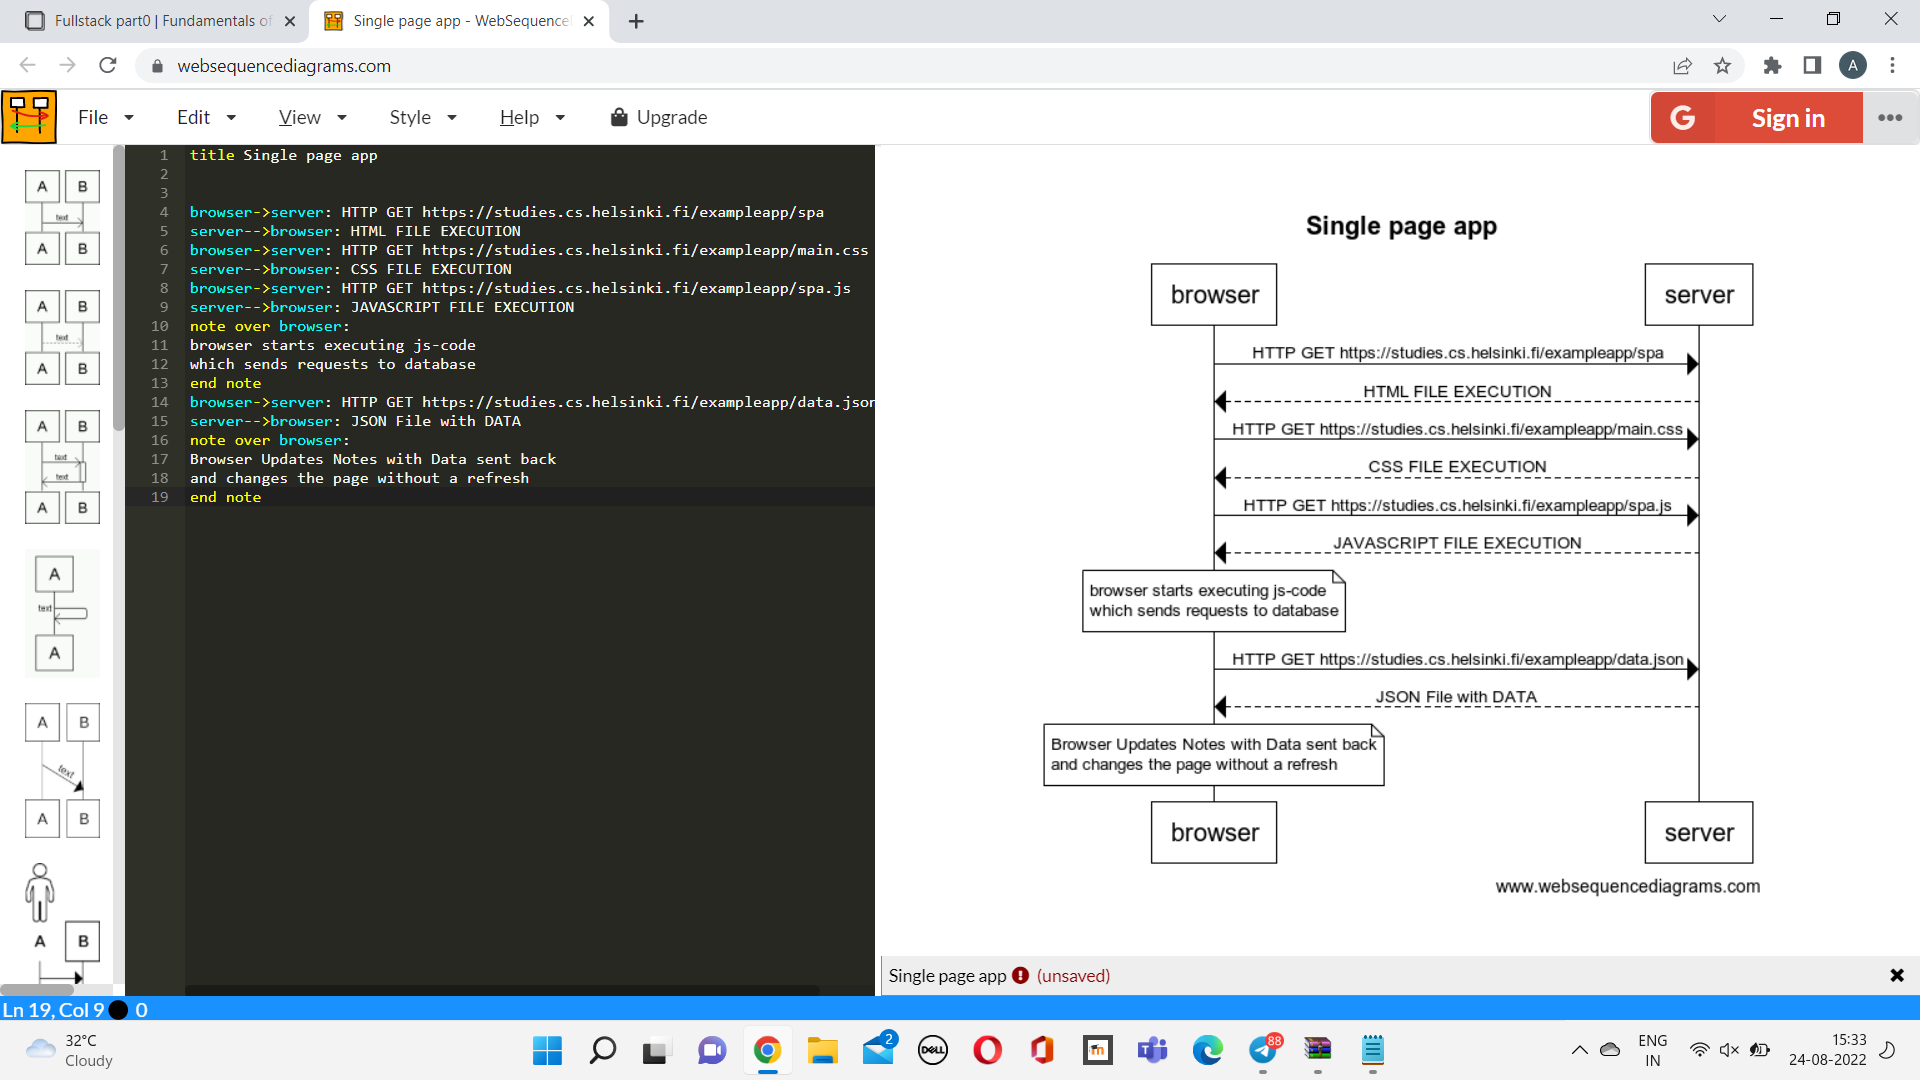 Fullstack part0 | Fundamentals of
Single page app - WebSequence
websequencediagrams.com
A
File
Edit
View
Style
Help
Upgrade
G
Sign in
A B
text
A B
A B
text
A B
A B
text
text
A B
A
text
A
A B
text
A B
A B
1 title Single page app
2
3
4 browser->server: HTTP GET https://studies.cs.helsinki.fi/exampleapp/spa
5 server-->browser: HTML FILE EXECUTION
6 browser->server: HTTP GET https://studies.cs.helsinki.fi/exampleapp/main.css
7 server-->browser: CSS FILE EXECUTION
8 browser->server: HTTP GET https://studies.cs.helsinki.fi/exampleapp/spa.js
9 server-->browser: JAVASCRIPT FILE EXECUTION
10 note over browser:
11 browser starts executing js-code
12 which sends requests to database
13 end note
14 browser->server: HTTP GET https://studies.cs.helsinki.fi/exampleapp/data.json
15 server-->browser: JSON File with DATA
16 note over browser:
17 Browser Updates Notes with Data sent back
18 and changes the page without a refresh
19 end note
Single page app
browser server
HTTP GET https://studies.cs.helsinki.fi/exampleapp/spa
HTML FILE EXECUTION
HTTP GET https://studies.cs.helsinki.fi/exampleapp/main.css
CSS FILE EXECUTION
HTTP GET https://studies.cs.helsinki.fi/exampleapp/spa.js
JAVASCRIPT FILE EXECUTION
browser starts executing js-code
which sends requests to database
HTTP GET https://studies.cs.helsinki.fi/exampleapp/data.json
JSON File with DATA
Browser Updates Notes with Data sent back
and changes the page without a refresh
browser server
www.websequencediagrams.com
Single page app (unsaved)
Ln 19, Col 9 0
32°C
Cloudy
2
DELL
m
88
ENG
IN
15:33
24-08-2022